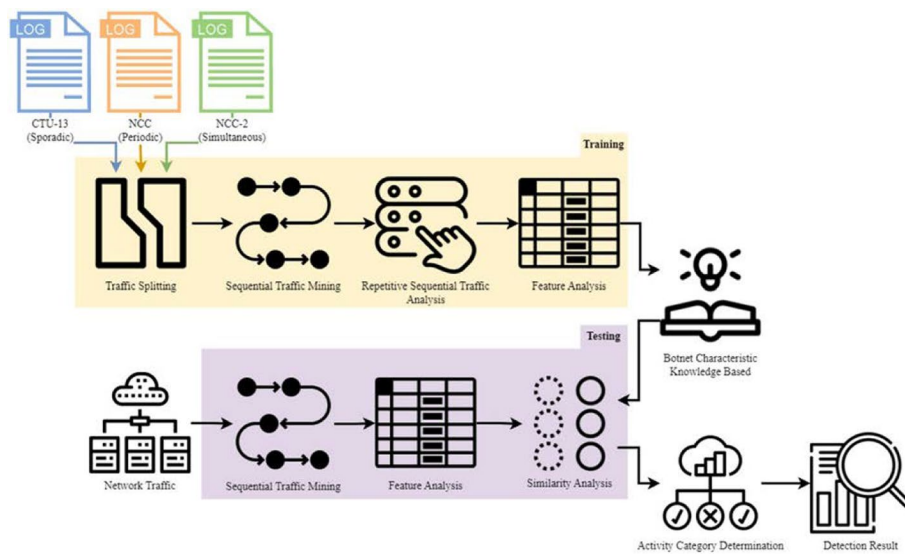 LOG
LOG
LOG
CTU-13
(Sporadic)
NCC
(Periodic)
NCC-2
(Simultaneous)
Training
Traffic Splitting
Sequential Traffic Mining
Repetitive Sequential Traffic
Analysis
Feature Analysis
Botnet Characteristic
Knowledge Based
Testing
Network Traffic
Sequential Traffic Mining
Feature Analysis
Similarity Analysis
Activity Category Determination
Detection Result